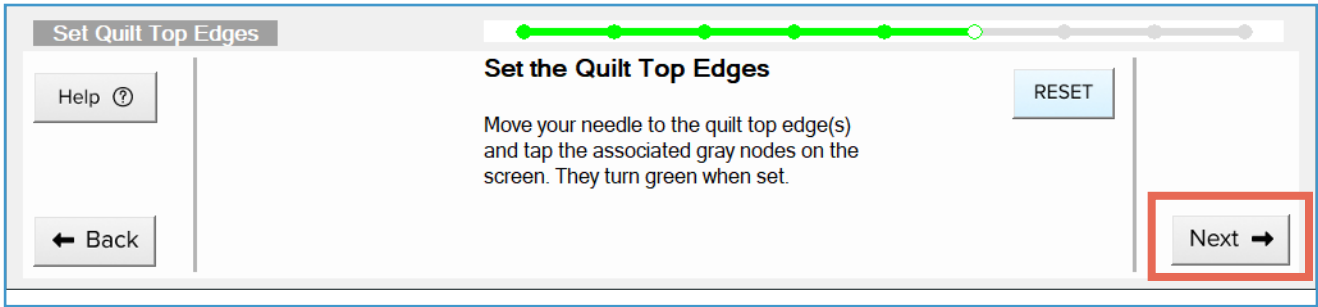 Set Quilt Top Edges
Set the Quilt Top Edges
Help ?
RESET
Move your needle to the quilt top edge(s)
and tap the associated gray nodes on the
screen. They turn green when set.
← Back
Next →